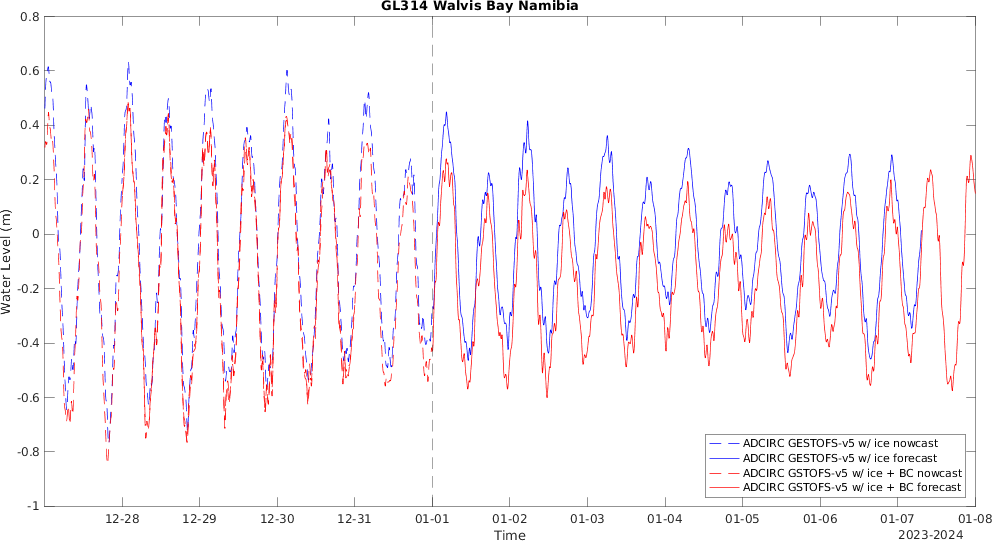 GL314 Walvis Bay Namibia
0.8
0.6
0.4
0.2
0
-0.2
-0.4
-0.6
-0.8
-1
Water Level (m)
ADCIRC GESTOFS-v5 w/ ice nowcast
ADCIRC GESTOFS-v5 w/ ice forecast
ADCIRC GSTOFS-v5 w/ ice + BC nowcast
ADCIRC GSTOFS-v5 w/ ice + BC forecast
12-28 12-29 12-30 12-31 01-01 01-02 01-03 01-04 01-05 01-06 01-07 01-08
Time
2023-2024